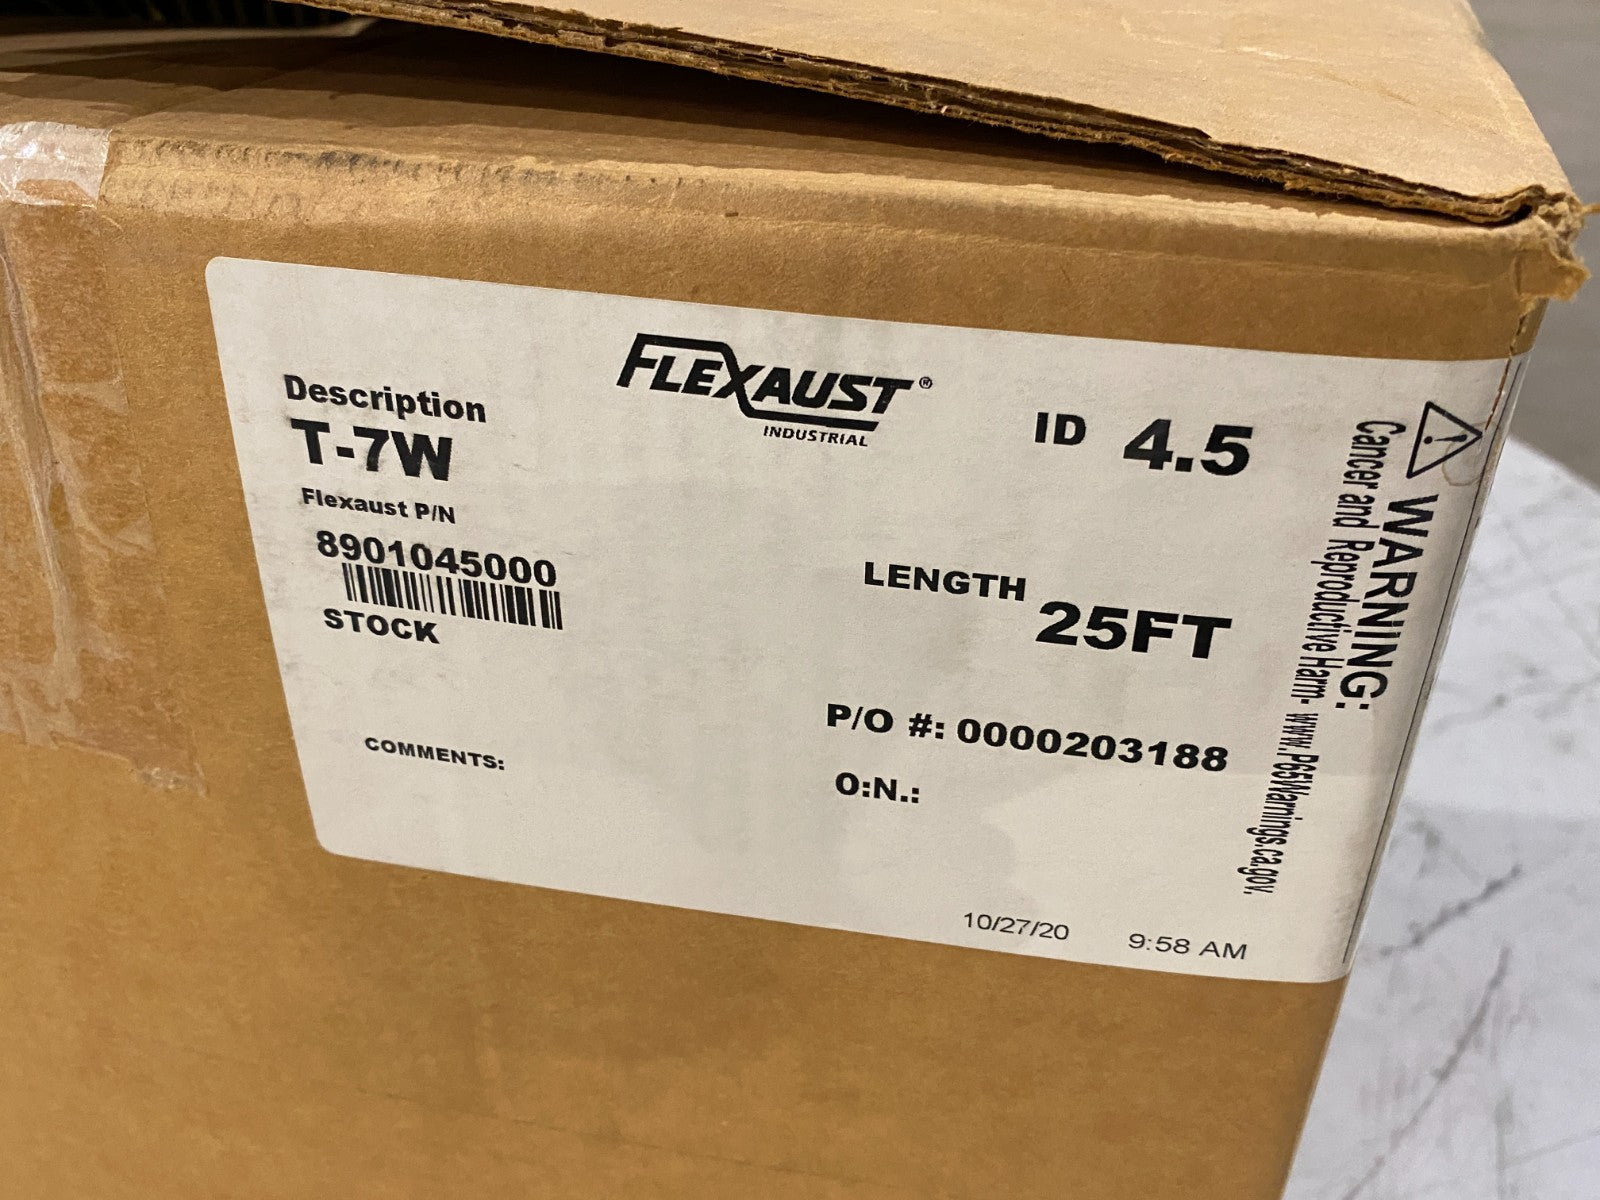 FLEXAUST®
INDUSTRIAL
Description
T-7W
Flexaust P/N
8901045000
STOCK
COMMENTS:
ID 4.5
LENGTH 25FT
P/O #: 0000203188
O:N.:
10/27/20 9:58 AM
WARNING:
Cancer and Reproductive Harm- www.P65Warnings.ca.gov.